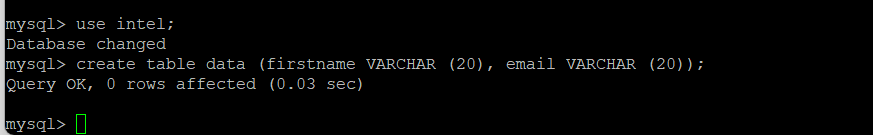 mysql> use intel;
Database changed
mysql> create table data (firstname VARCHAR (20), email VARCHAR (20));
Query OK, 0 rows affected (0.03 sec)
mysql>